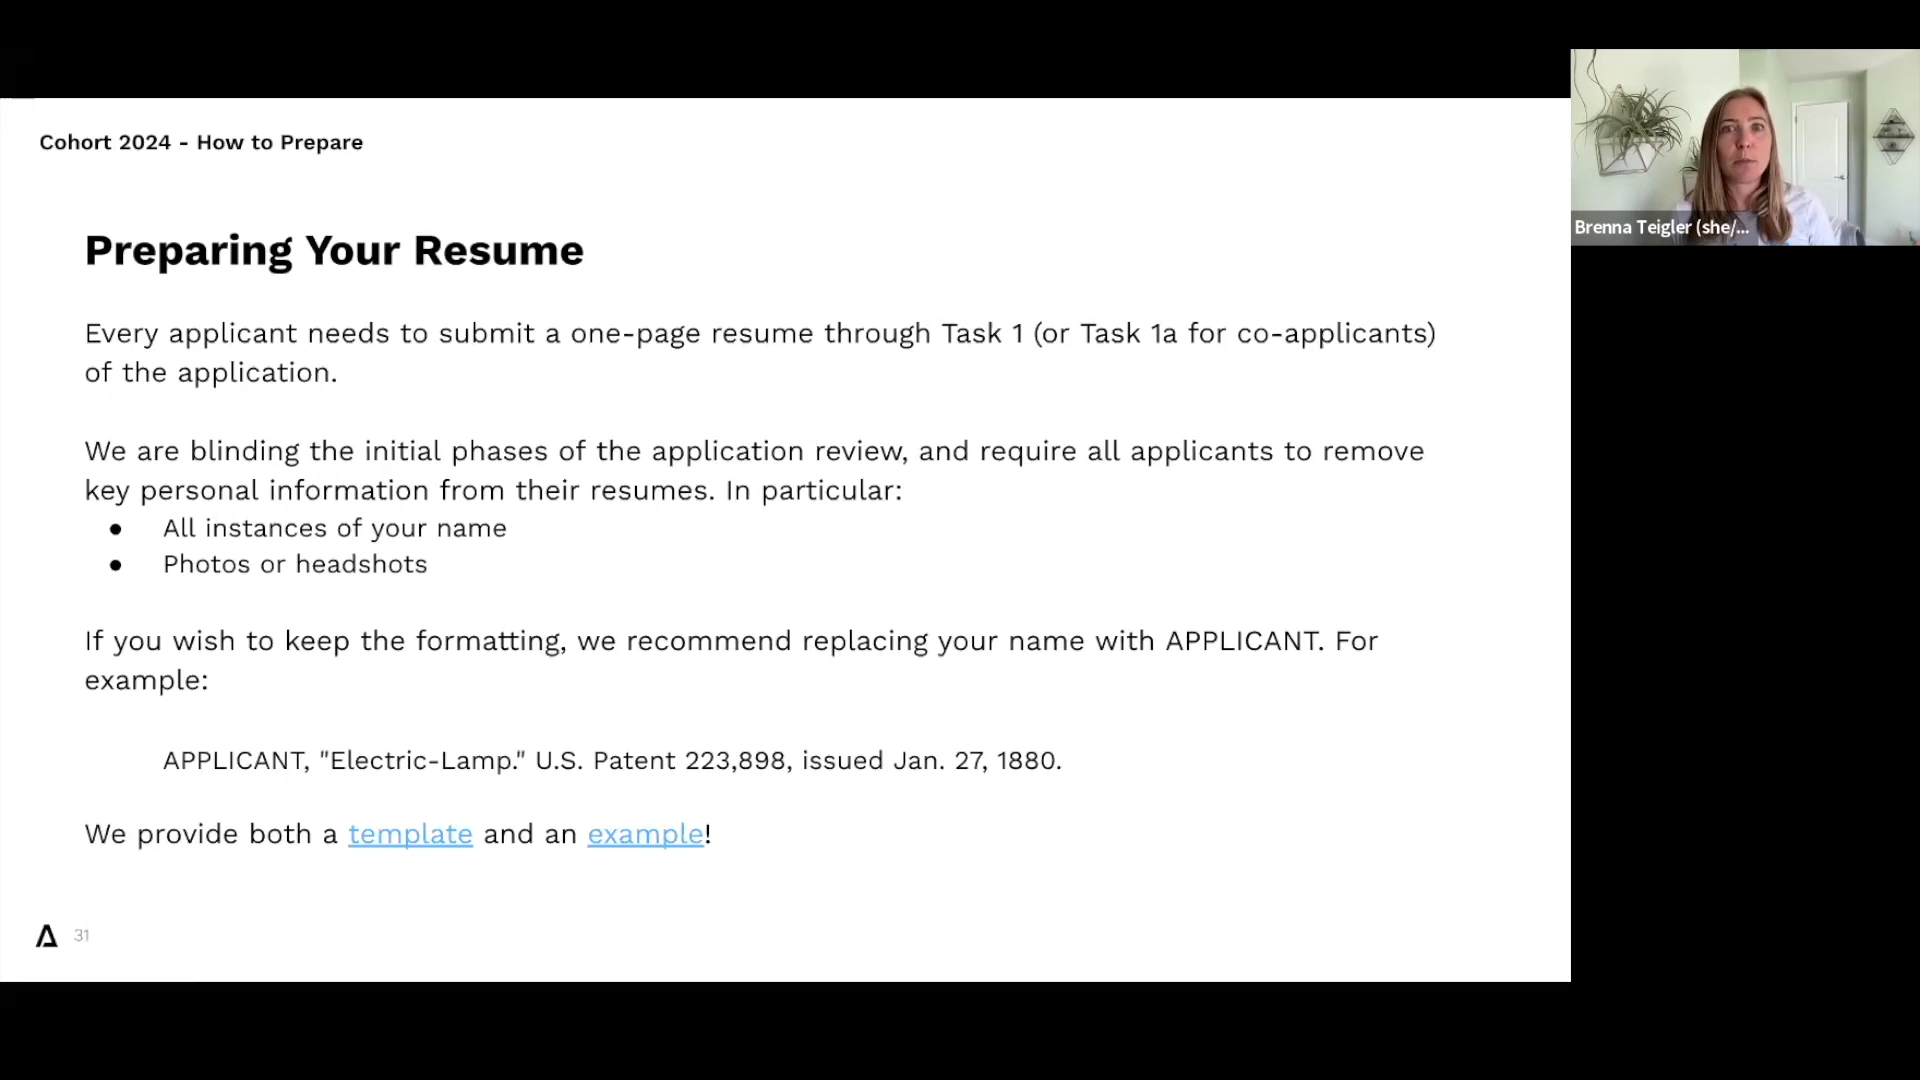 Cohort 2024 - How to Prepare
Preparing Your Resume
Every applicant needs to submit a one-page resume through Task 1 (or Task 1a for co-applicants)
of the application.
We are blinding the initial phases of the application review, and require all applicants to remove
key personal information from their resumes. In particular:
● All instances of your name
● Photos or headshots
If you wish to keep the formatting, we recommend replacing your name with APPLICANT. For
example:
APPLICANT, "Electric-Lamp." U.S. Patent 223,898, issued Jan. 27, 1880.
We provide both a template and an example!
31
Brenna Teigler (she/...